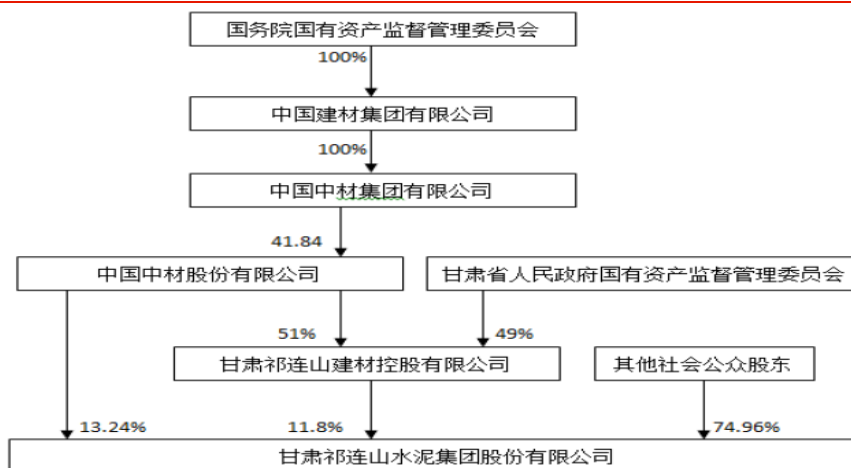 国务院国有资产监督管理委员会
100%
中国建材集团有限公司
100%
中国中材集团有限公司
41.84
中国中材股份有限公司
甘肃省人民政府国有资产监督管理委员会
51%
49%
甘肃祁连山建材控股有限公司
其他社会公众股东
13.24%
11.8%
74.96%
甘肃祁连山水泥集团股份有限公司